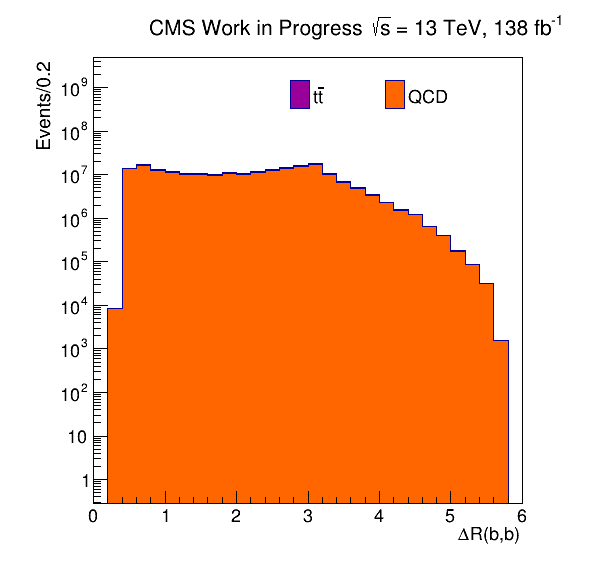 CMS Work in Progress √s = 13 TeV, 138 fb⁻¹
Events/0.2
tt̄
QCD
10⁹
10⁸
10⁷
10⁶
10⁵
10⁴
10³
10²
10
1
0 1 2 3 4 5 6
ΔR(b,b)